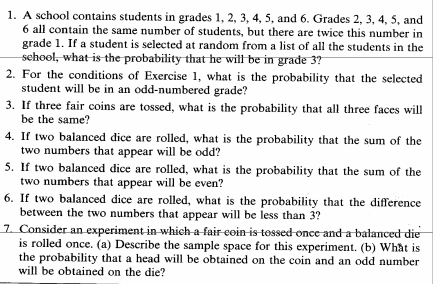 1. A school contains students in grades 1, 2, 3, 4, 5, and 6. Grades 2, 3, 4, 5, and
6 all contain the same number of students, but there are twice this number in
grade 1. If a student is selected at random from a list of all the students in the
school, what is the probability that he will be in grade 3?
2. For the conditions of Exercise 1, what is the probability that the selected
student will be in an odd-numbered grade?
3. If three fair coins are tossed, what is the probability that all three faces will
be the same?
4. If two balanced dice are rolled, what is the probability that the sum of the
two numbers that appear will be odd?
5. If two balanced dice are rolled, what is the probability that the sum of the
two numbers that appear will be even?
6. If two balanced dice are rolled, what is the probability that the difference
between the two numbers that appear will be less than 3?
7. Consider an experiment in which a fair coin is tossed once and a balanced die
is rolled once. (a) Describe the sample space for this experiment. (b) What is
the probability that a head will be obtained on the coin and an odd number
will be obtained on the die?